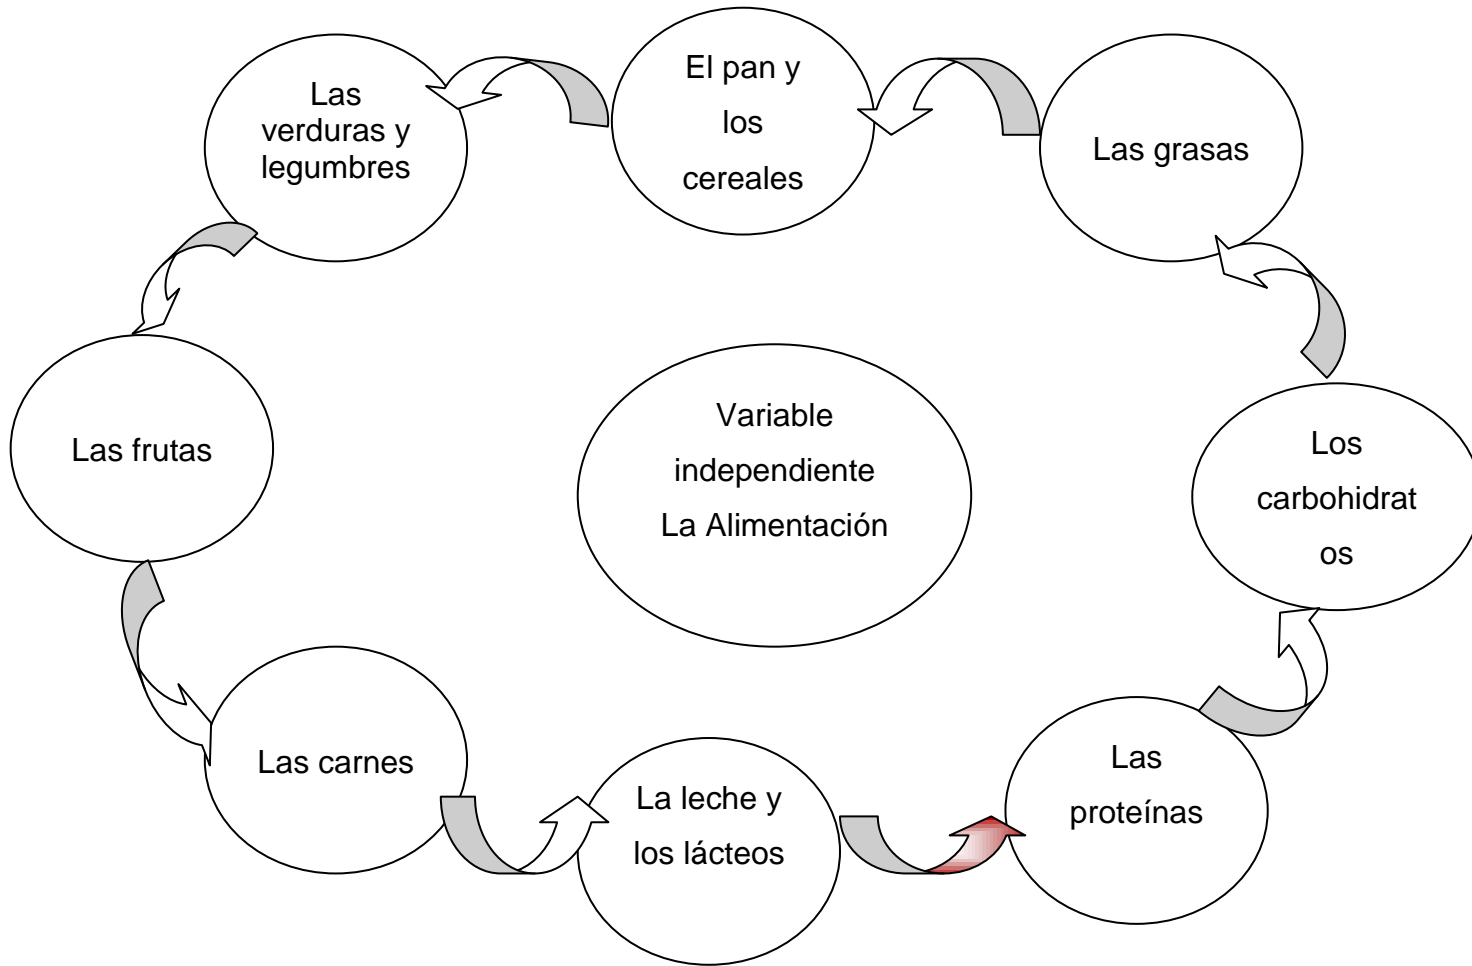 El pan y
los
cereales
Las
verduras y
legumbres
Las grasas
Las frutas
Variable
independiente
La Alimentación
Los
carbohidrat
os
Las carnes
La leche y
los lácteos
Las
proteínas